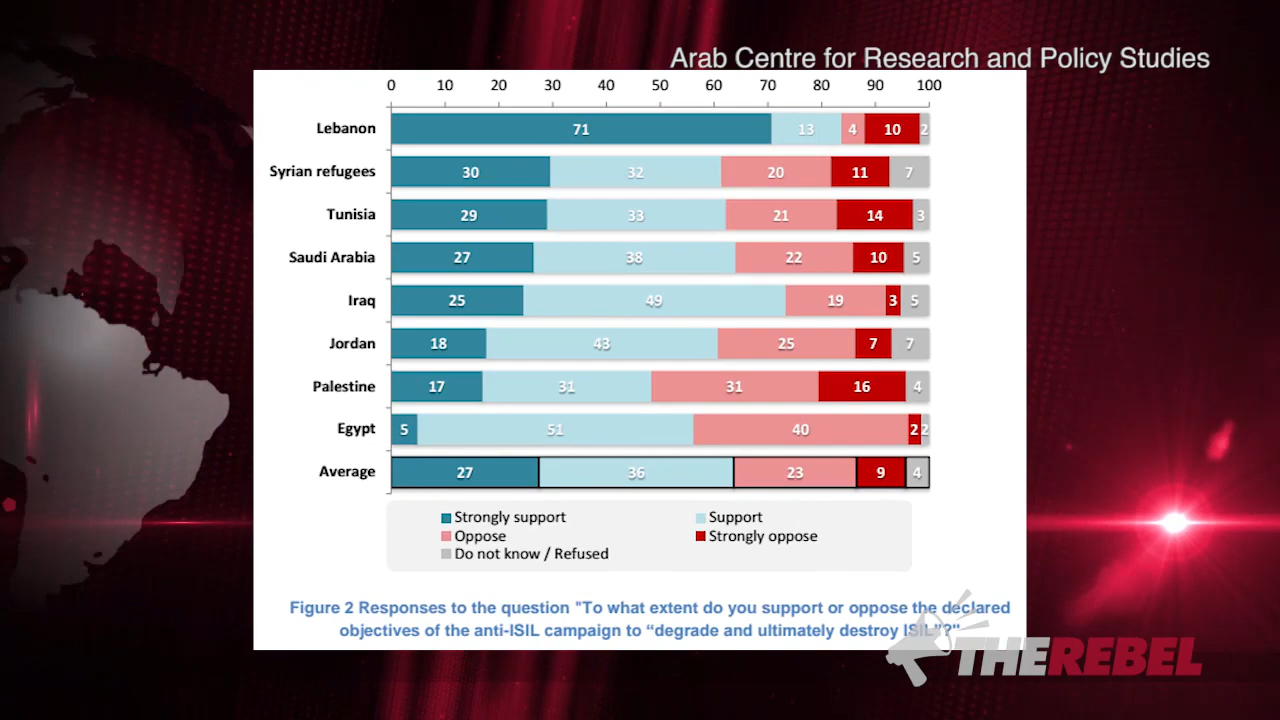 Arab Centre for Research and Policy Studies
0 10 20 30 40 50 60 70 80 90 100
Lebanon 71 13 4 10 2
Syrian refugees 30 32 20 11 7
Tunisia 29 33 21 14 3
Saudi Arabia 27 38 22 10 5
Iraq 25 49 19 3 5
Jordan 18 43 25 7 7
Palestine 17 31 31 16 4
Egypt 5 51 40 2 2
Average 27 36 23 9 4
Strongly support Support
Oppose Strongly oppose
Do not know / Refused
Figure 2 Responses to the question "To what extent do you support or oppose the declared
objectives of the anti-ISIL campaign to “degrade and ultimately destroy ISIL”?"
THEREBEL